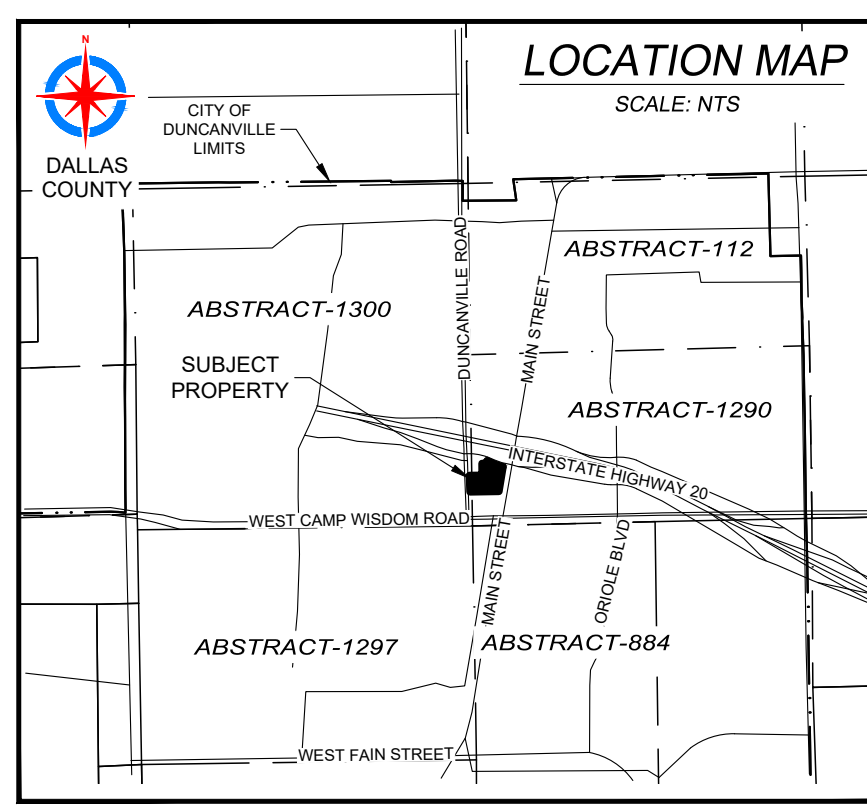 N
LOCATION MAP
SCALE: NTS
CITY OF
DUNCANVILLE
LIMITS
DALLAS
COUNTY
DUNCANVILLE ROAD
MAIN STREET
ABSTRACT-112
ABSTRACT-1300
SUBJECT
PROPERTY
ABSTRACT-1290
INTERSTATE HIGHWAY 20
WEST CAMP WISDOM ROAD
MAIN STREET
ORIOLE BLVD
ABSTRACT-1297
ABSTRACT-884
WEST FAIN STREET